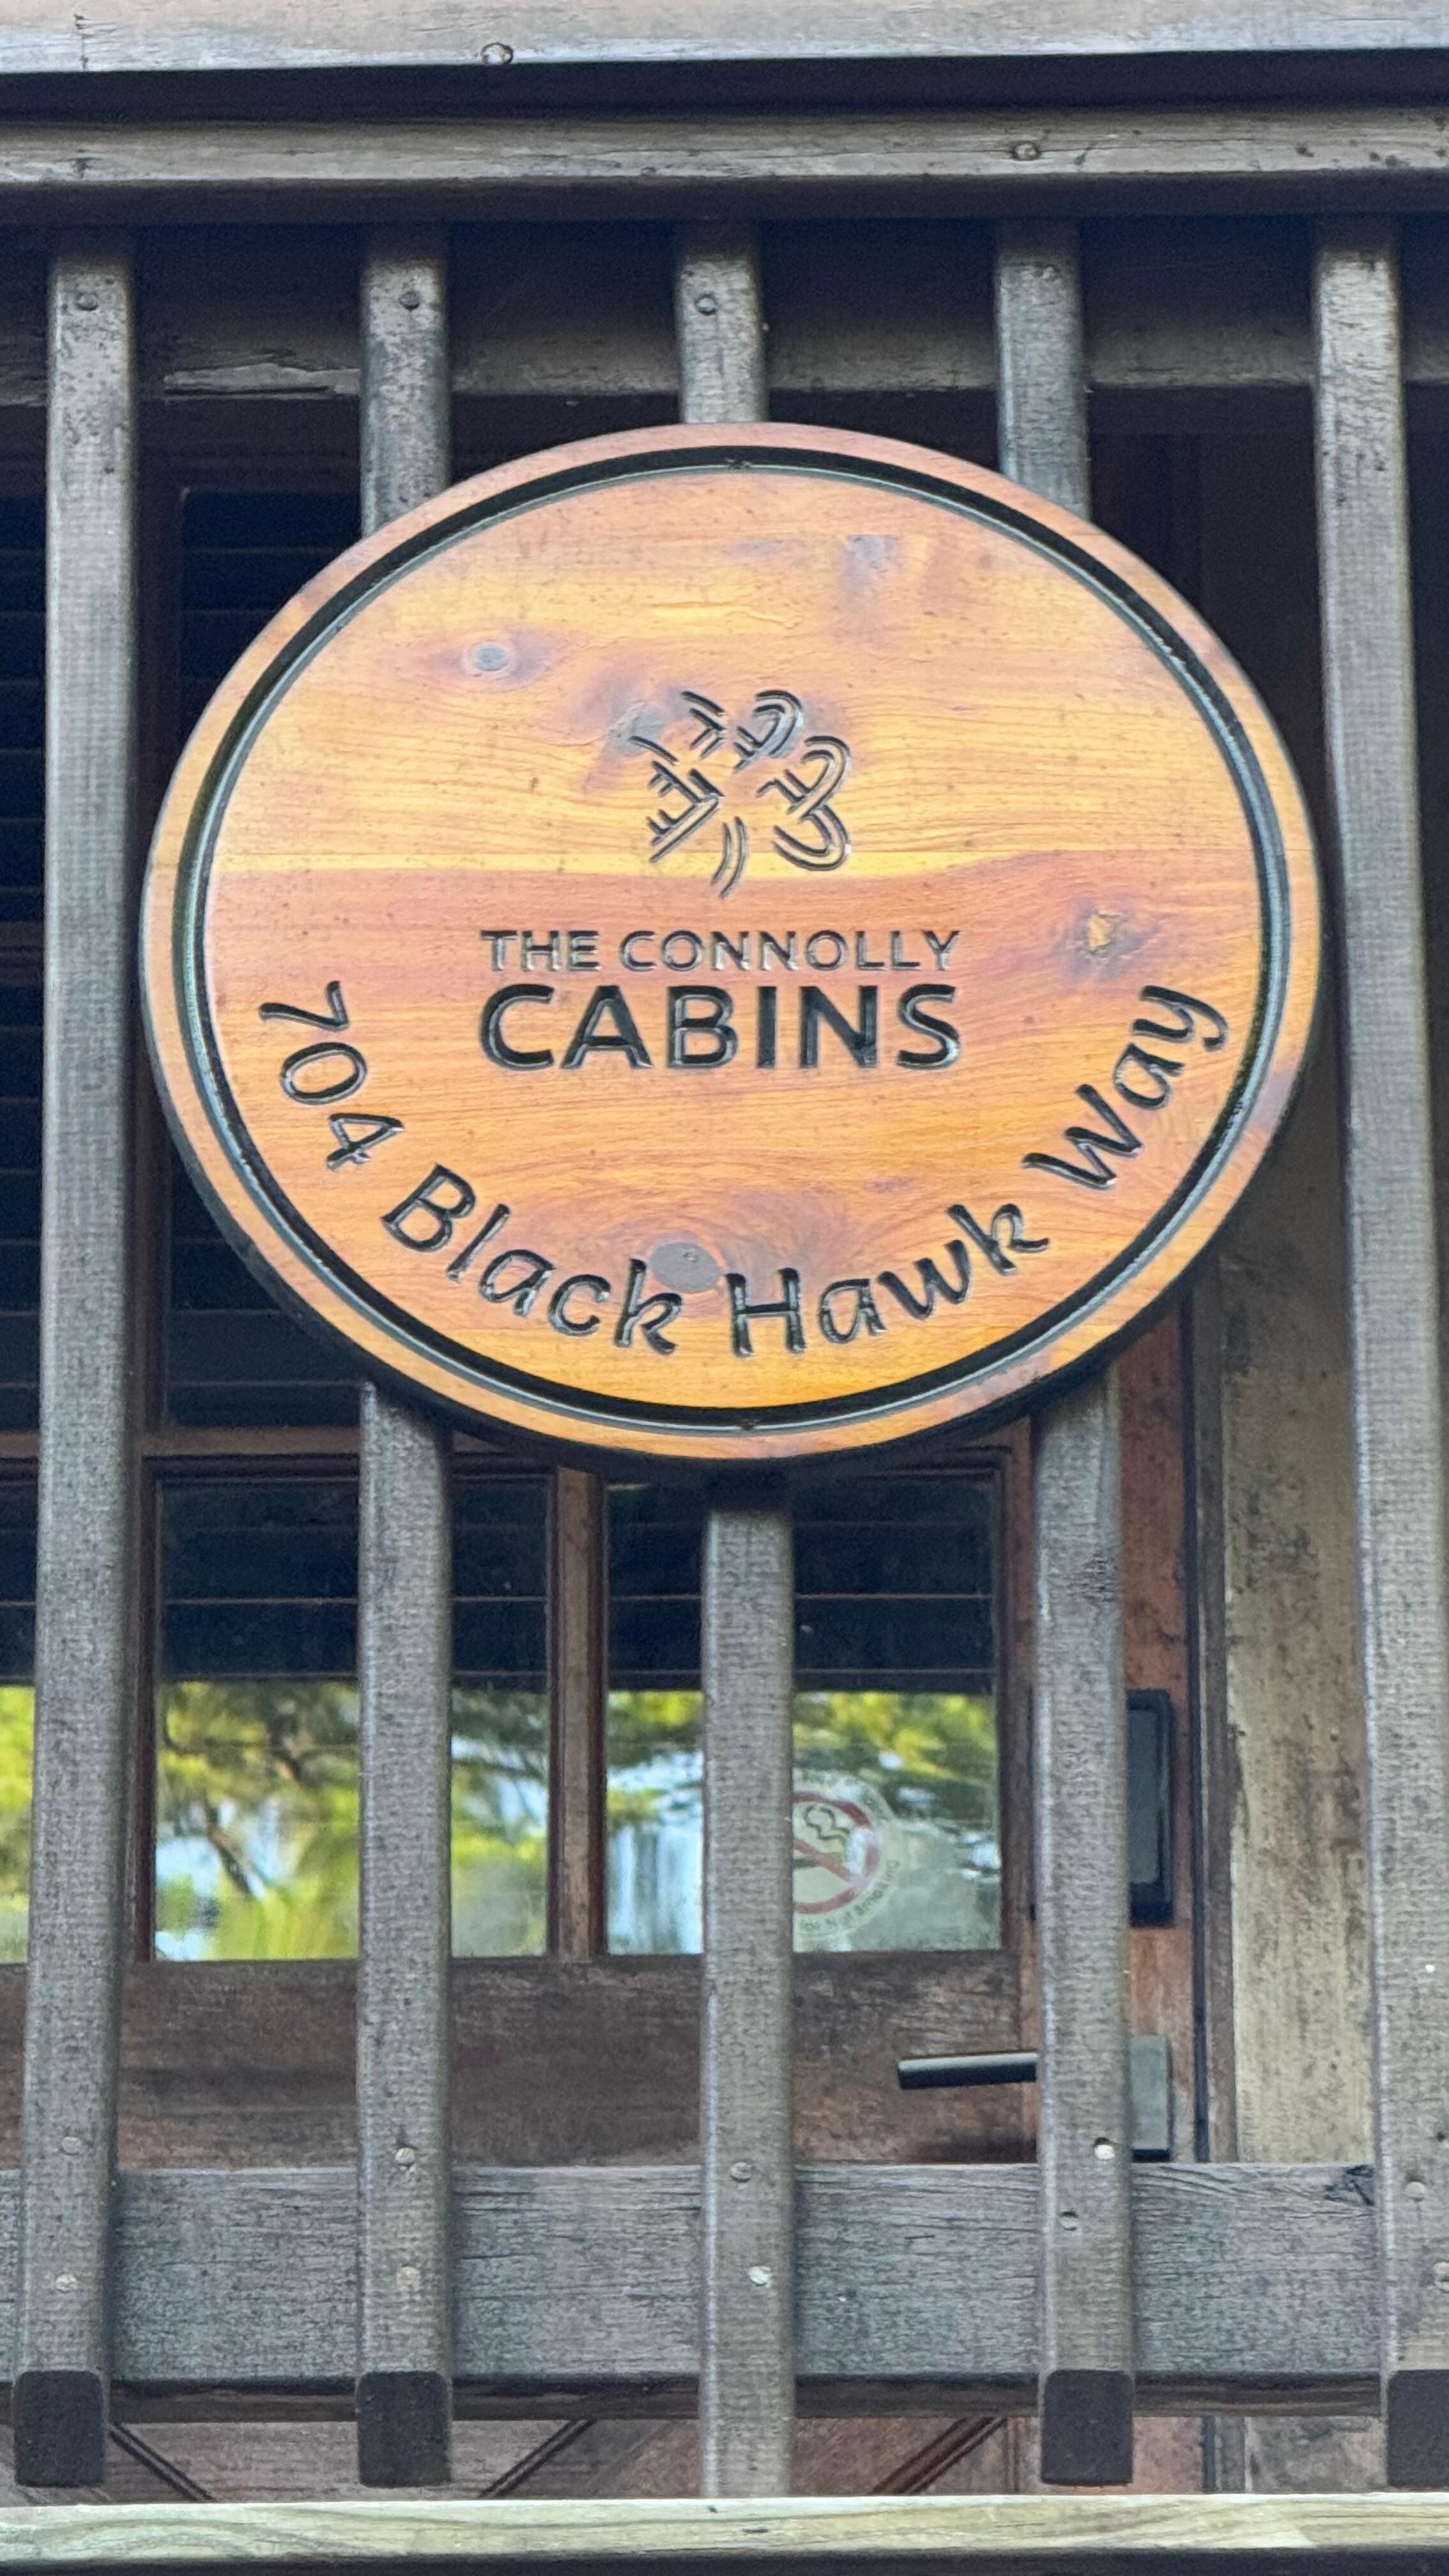 THE CONNOLLY
CABINS
704 Black Hawk Way